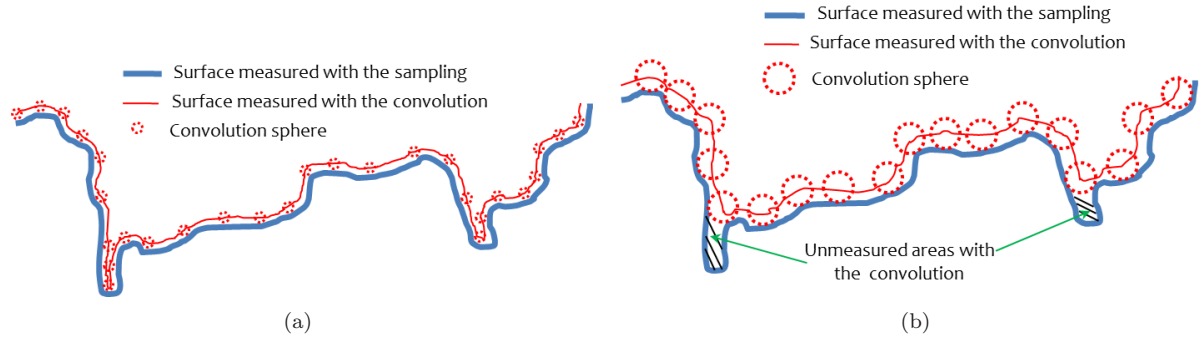 Surface measured with the sampling
Surface measured with the convolution
Convolution sphere
(a)
Surface measured with the sampling
Surface measured with the convolution
Convolution sphere
Unmeasured areas with
the convolution
(b)